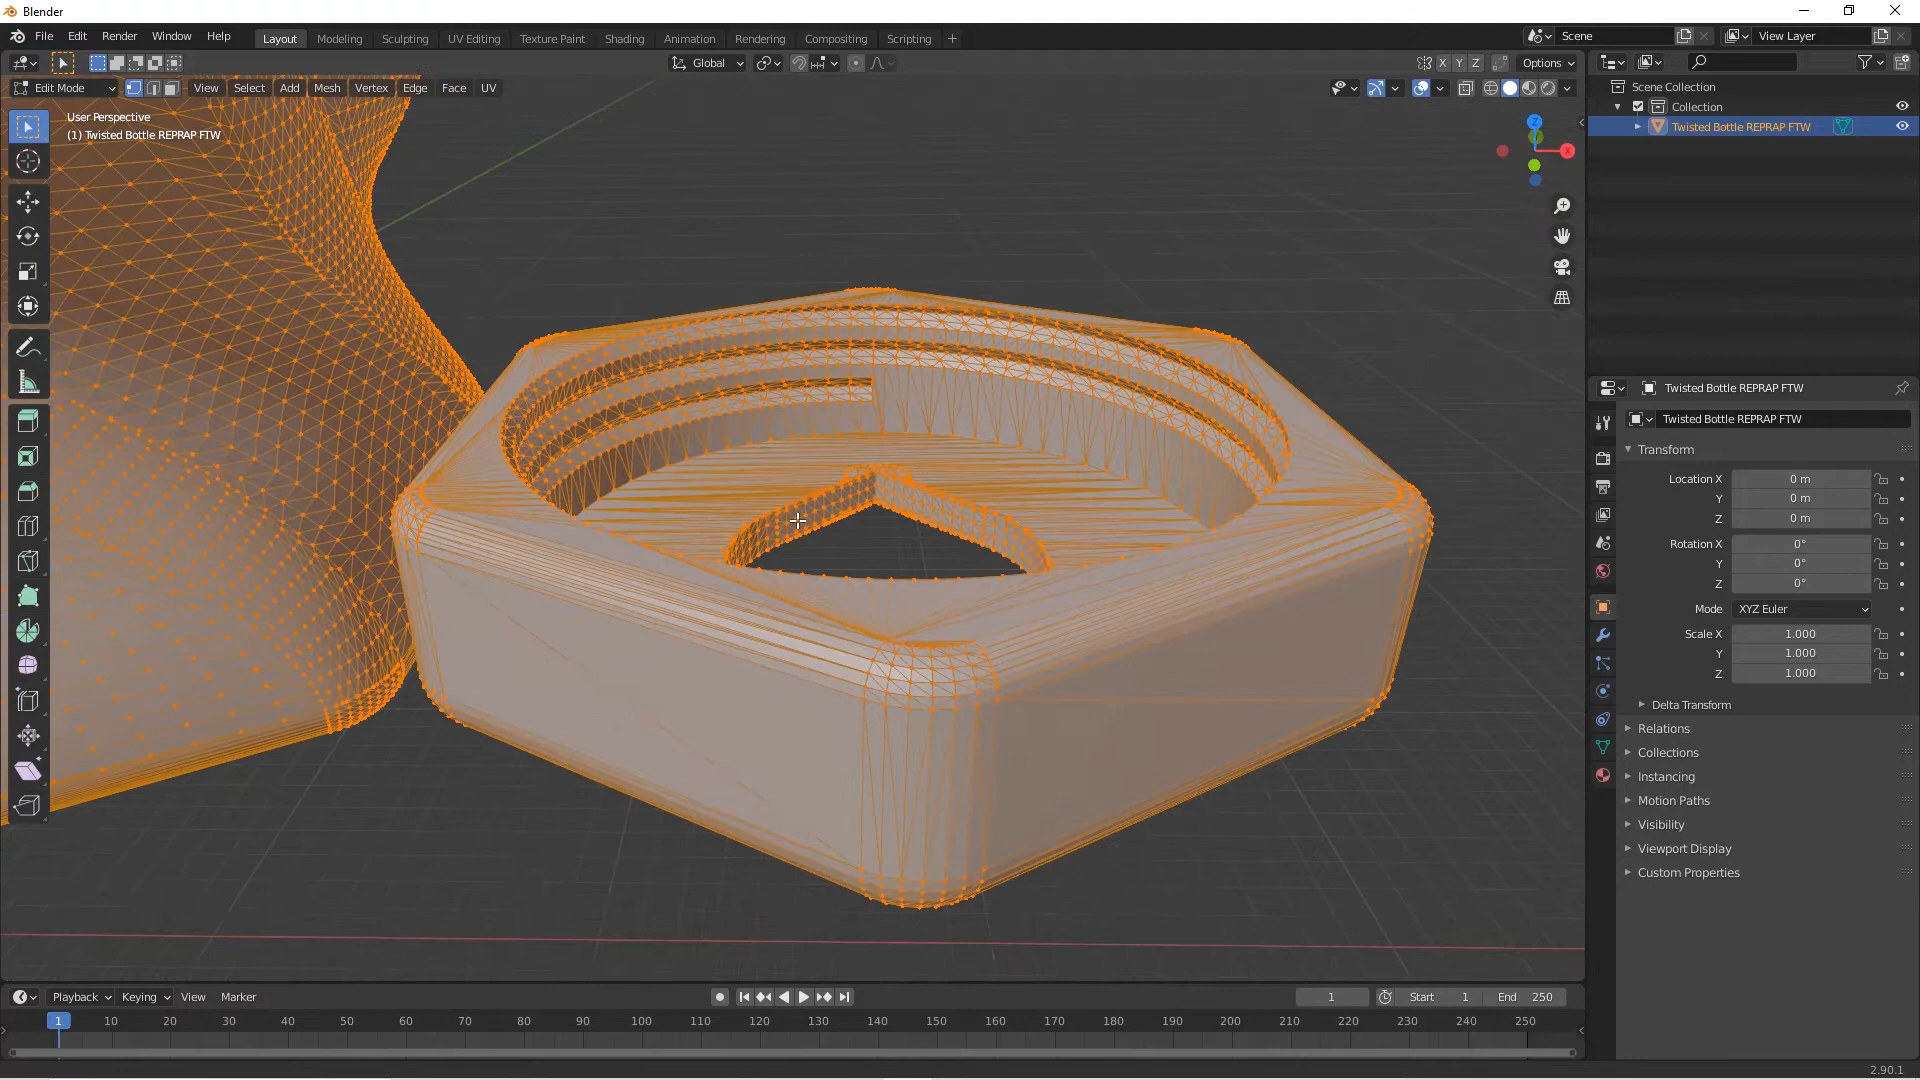 Blender
File Edit Render Window Help Layout Modeling Sculpting UV Editing Texture Paint Shading Animation Rendering Compositing Scripting + Scene View Layer
Global X Y Z Options
Edit Mode View Select Add Mesh Vertex Edge Face UV
User Perspective
(1) Twisted Bottle REPRAP FTW
Z
X
Scene Collection
Collection
Twisted Bottle REPRAP FTW
Twisted Bottle REPRAP FTW
Twisted Bottle REPRAP FTW
Transform
Location X 0 m
Y 0 m
Z 0 m
Rotation X 0°
Y 0°
Z 0°
Mode XYZ Euler
Scale X 1.000
Y 1.000
Z 1.000
Delta Transform
Relations
Collections
Instancing
Motion Paths
Visibility
Viewport Display
Custom Properties
Playback Keying View Marker 1 Start 1 End 250
1 10 20 30 40 50 60 70 80 90 100 110 120 130 140 150 160 170 180 190 200 210 220 230 240 250
2.90.1